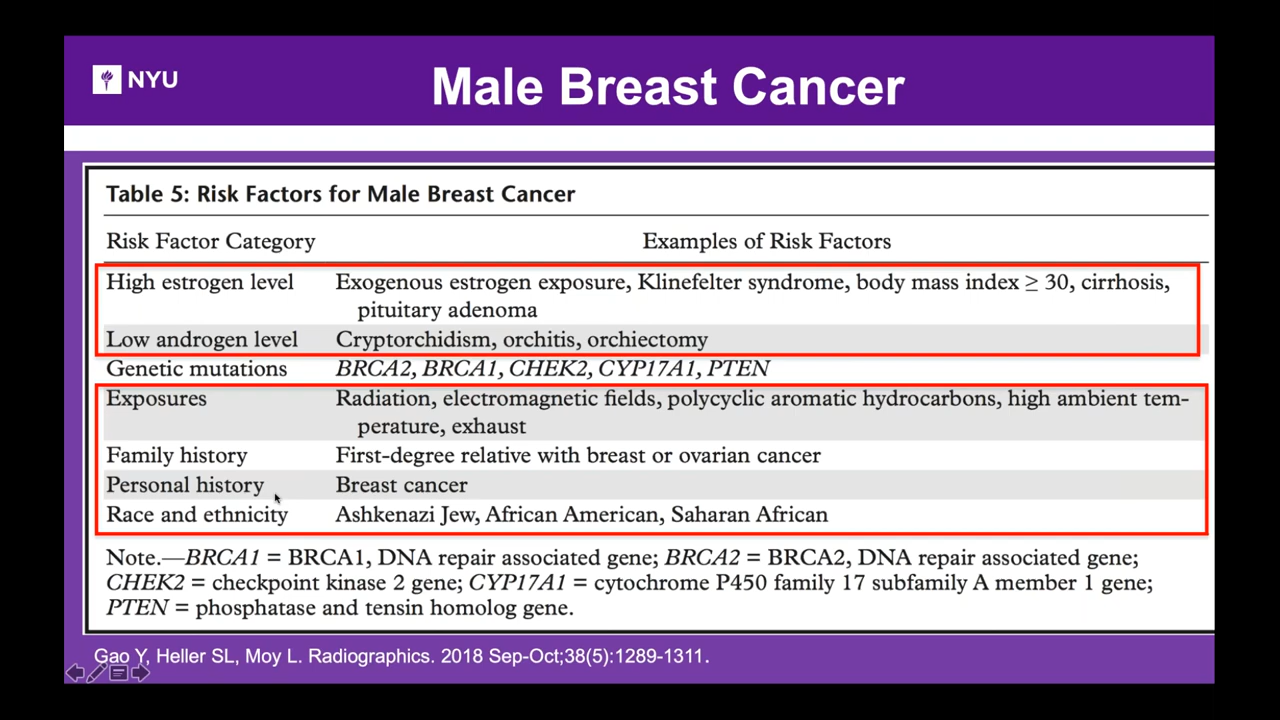 NYU
Male Breast Cancer
Table 5: Risk Factors for Male Breast Cancer
Risk Factor Category Examples of Risk Factors
High estrogen level Exogenous estrogen exposure, Klinefelter syndrome, body mass index ≥ 30, cirrhosis,
pituitary adenoma
Low androgen level Cryptorchidism, orchitis, orchiectomy
Genetic mutations BRCA2, BRCA1, CHEK2, CYP17A1, PTEN
Exposures Radiation, electromagnetic fields, polycyclic aromatic hydrocarbons, high ambient tem-
perature, exhaust
Family history First-degree relative with breast or ovarian cancer
Personal history Breast cancer
Race and ethnicity Ashkenazi Jew, African American, Saharan African
Note.—BRCA1 = BRCA1, DNA repair associated gene; BRCA2 = BRCA2, DNA repair associated gene;
CHEK2 = checkpoint kinase 2 gene; CYP17A1 = cytochrome P450 family 17 subfamily A member 1 gene;
PTEN = phosphatase and tensin homolog gene.
Gao Y, Heller SL, Moy L. Radiographics. 2018 Sep-Oct;38(5):1289-1311.